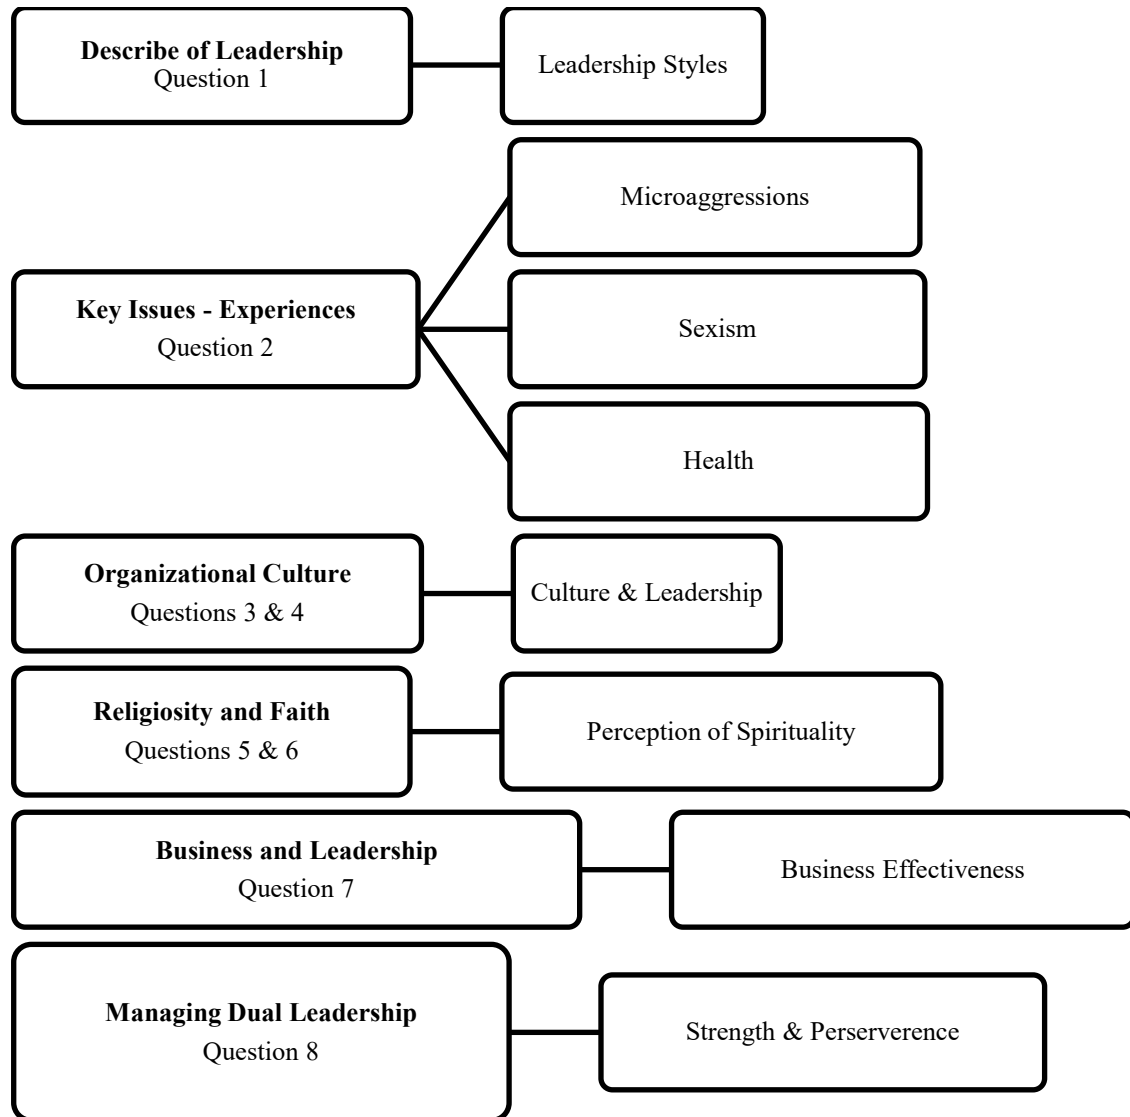 Describe of Leadership
Question 1
Leadership Styles
Microaggressions
Key Issues - Experiences
Question 2
Sexism
Health
Organizational Culture
Questions 3 & 4
Culture & Leadership
Religiosity and Faith
Questions 5 & 6
Perception of Spirituality
Business and Leadership
Question 7
Business Effectiveness
Managing Dual Leadership
Question 8
Strength & Perserverence